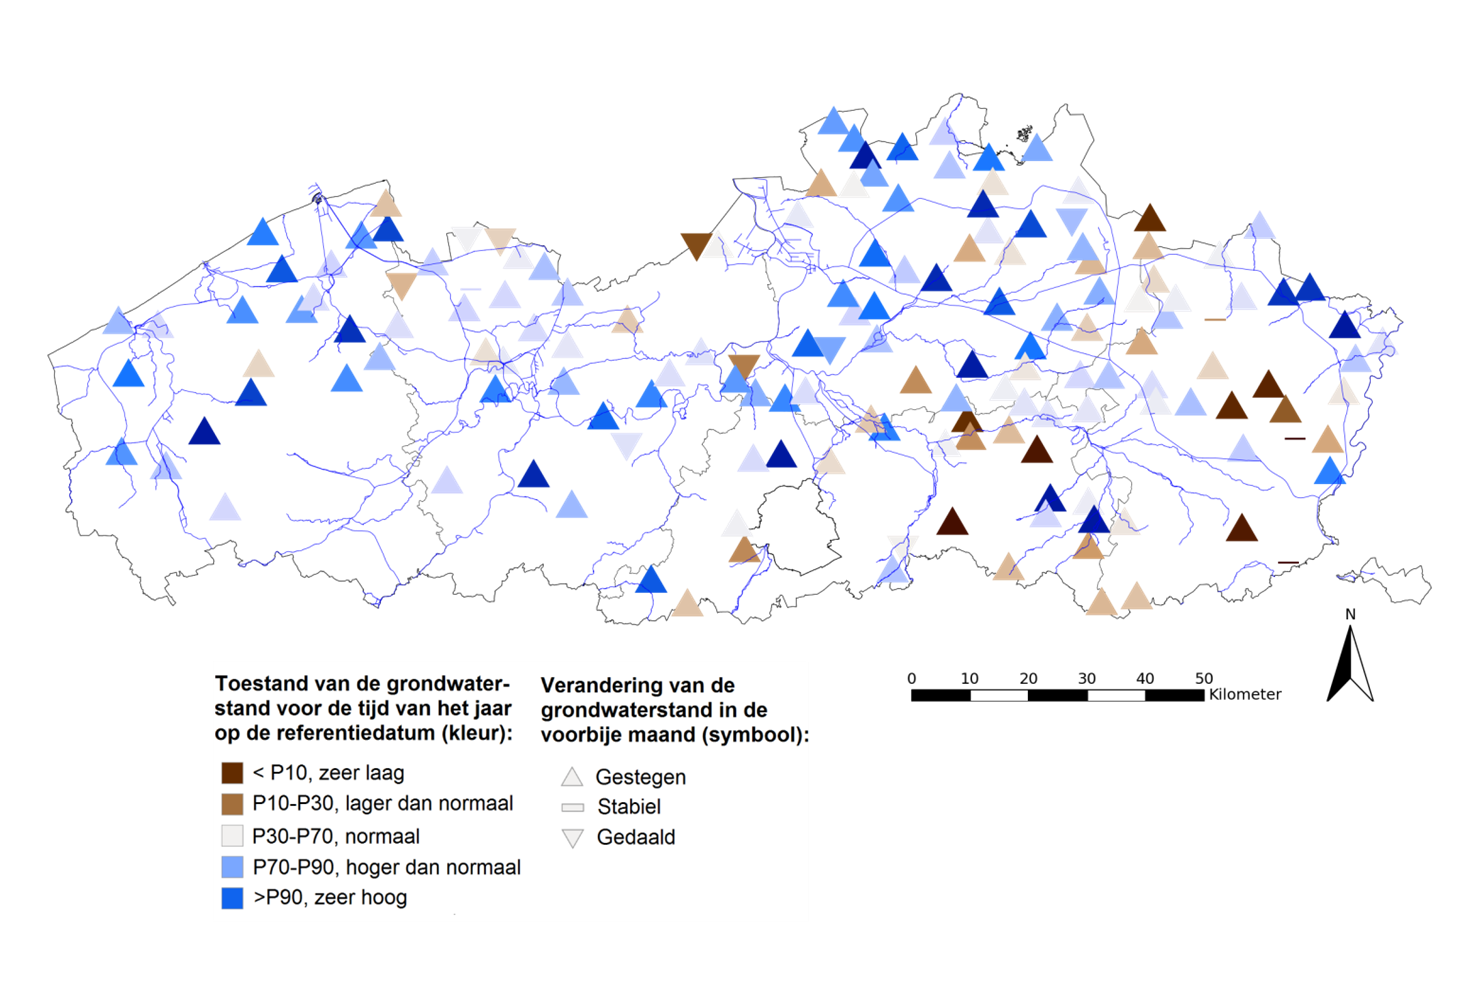 Toestand van de grondwater-
stand voor de tijd van het jaar
op de referentiedatum (kleur):
< P10, zeer laag
P10-P30, lager dan normaal
P30-P70, normaal
P70-P90, hoger dan normaal
>P90, zeer hoog
Verandering van de
grondwaterstand in de
voorbije maand (symbool):
Gestegen
Stabiel
Gedaald
0 10 20 30 40 50
Kilometer
N